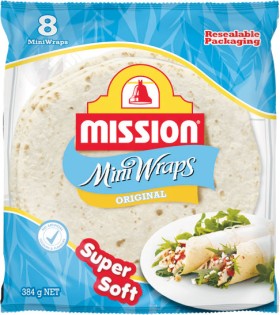 8
MiniWraps
Resealable
Packaging
MISSION
Mini Wraps
ORIGINAL
Super
Soft
384 g NET